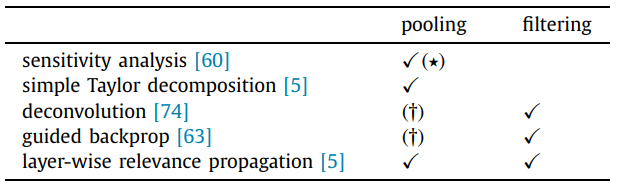 pooling filtering
sensitivity analysis [60] ✓(⋆)
simple Taylor decomposition [5] ✓
deconvolution [74] (†) ✓
guided backprop [63] (†) ✓
layer-wise relevance propagation [5] ✓ ✓